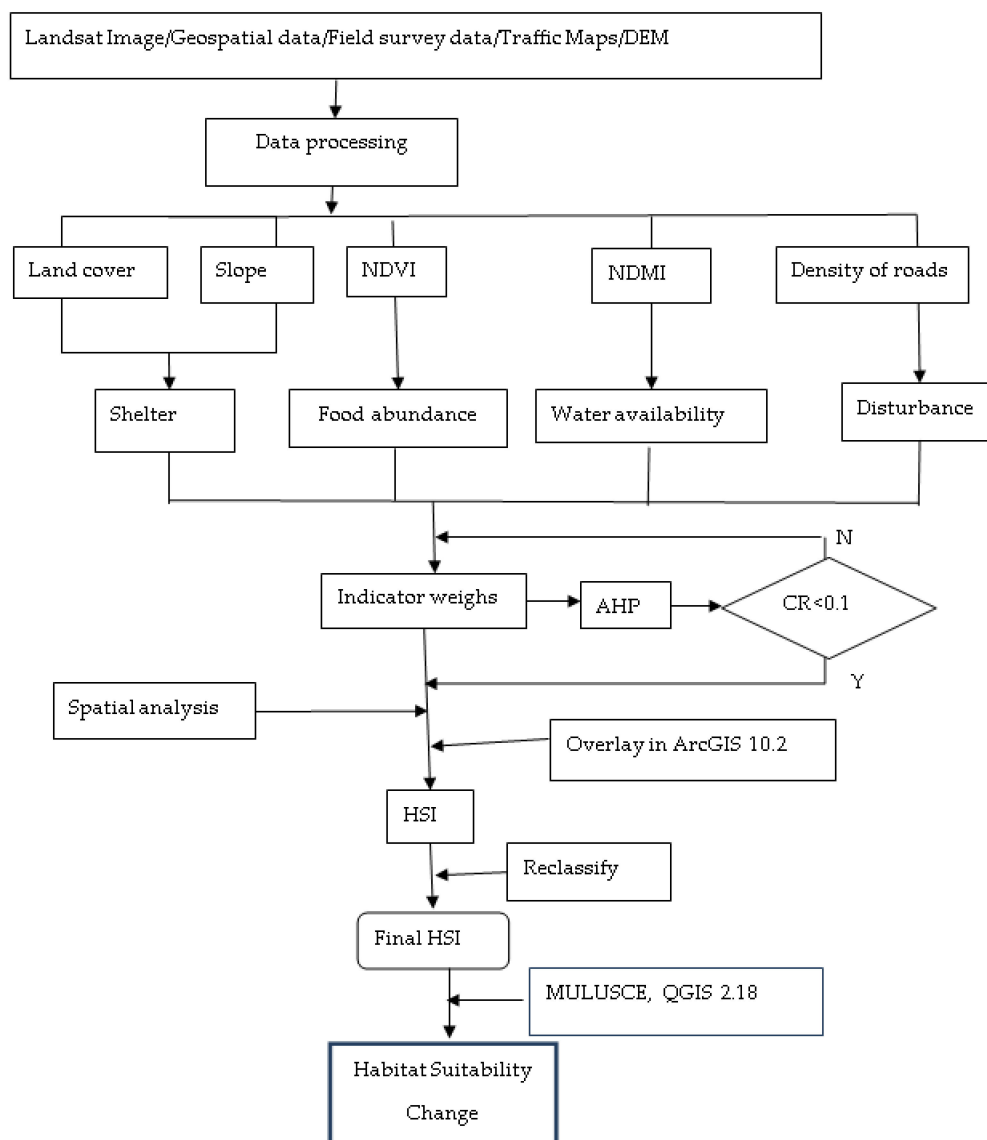 Landsat Image/Geospatial data/Field survey data/Traffic Maps/DEM
Data processing
Land cover
Slope
NDVI
NDMI
Density of roads
Shelter
Food abundance
Water availability
Disturbance
N
Indicator weighs
AHP
CR<0.1
Y
Spatial analysis
Overlay in ArcGIS 10.2
HSI
Reclassify
Final HSI
MULUSCE, QGIS 2.18
Habitat Suitability
Change